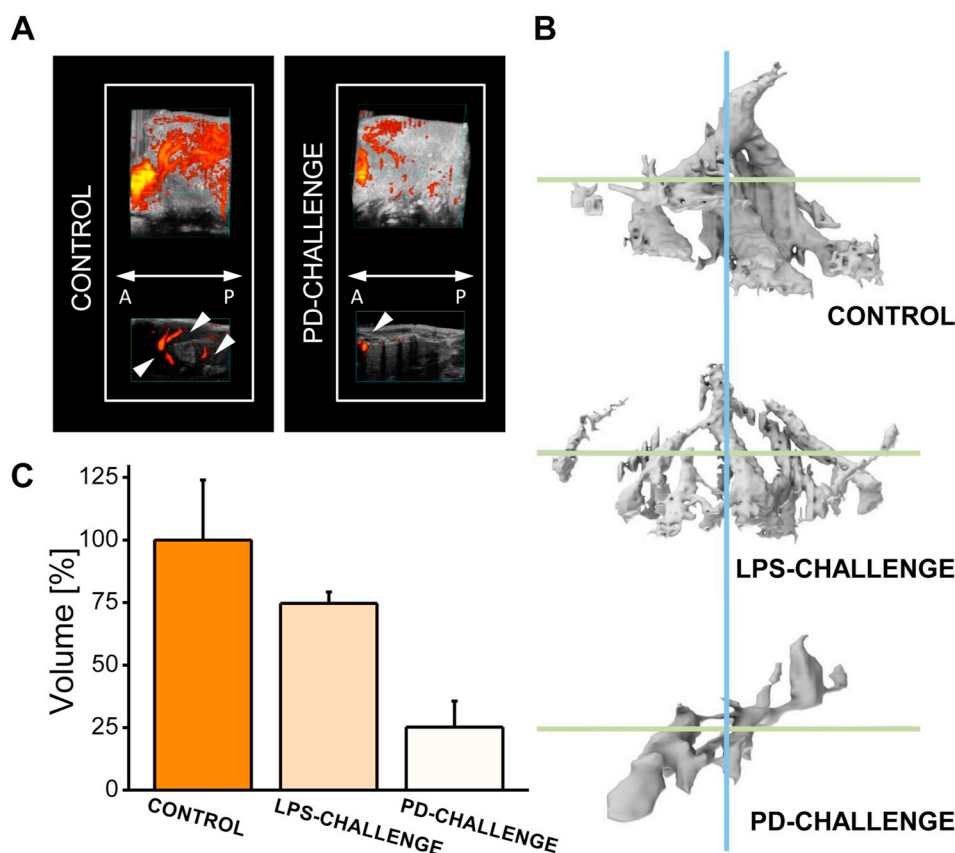 A
CONTROL
A
P
PD-CHALLENGE
A
P
B
CONTROL
LPS-CHALLENGE
PD-CHALLENGE
C
Volume [%]
125
100
75
50
25
0
CONTROL
LPS-CHALLENGE
PD-CHALLENGE